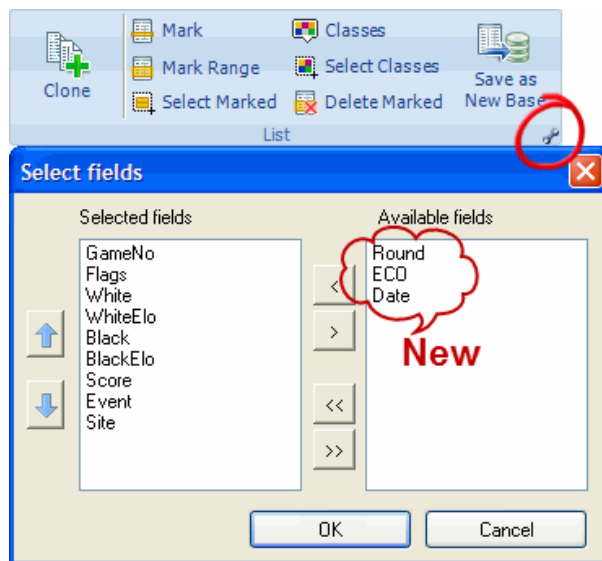 Clone
Mark
Mark Range
Select Marked
Classes
Select Classes
Delete Marked
Save as
New Base
List
Select fields
Selected fields
GameNo
Flags
White
WhiteElo
Black
BlackElo
Score
Event
Site
<
>
<<
>>
Available fields
Round
ECO
Date
New
OK
Cancel